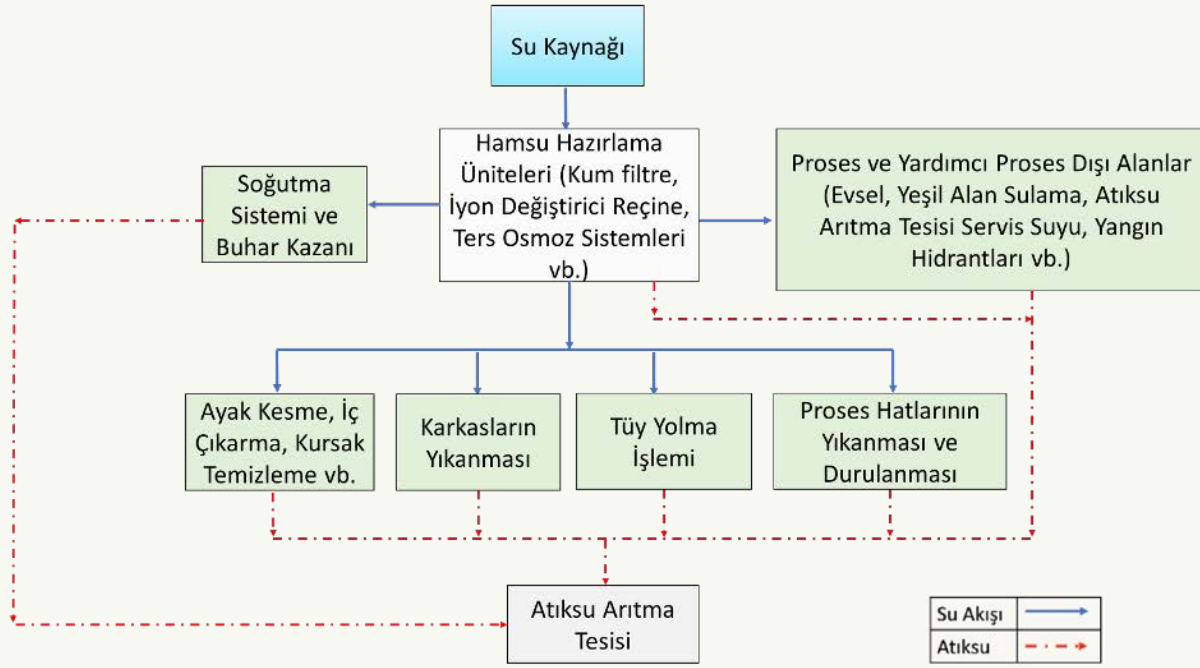 Su Kaynağı
Hamsu Hazırlama
Üniteleri (Kum filtre,
İyon Değiştirici Reçine,
Ters Osmoz Sistemleri
vb.)
Soğutma
Sistemi ve
Buhar Kazanı
Proses ve Yardımcı Proses Dışı Alanlar
(Evsel, Yeşil Alan Sulama, Atıksu
Arıtma Tesisi Servis Suyu, Yangın
Hidrantları vb.)
Ayak Kesme, İç
Çıkarma, Kursak
Temizleme vb.
Karkasların
Yıkanması
Tüy Yolma
İşlemi
Proses Hatlarının
Yıkanması ve
Durulanması
Atıksu Arıtma
Tesisi
Su Akışı
Atıksu